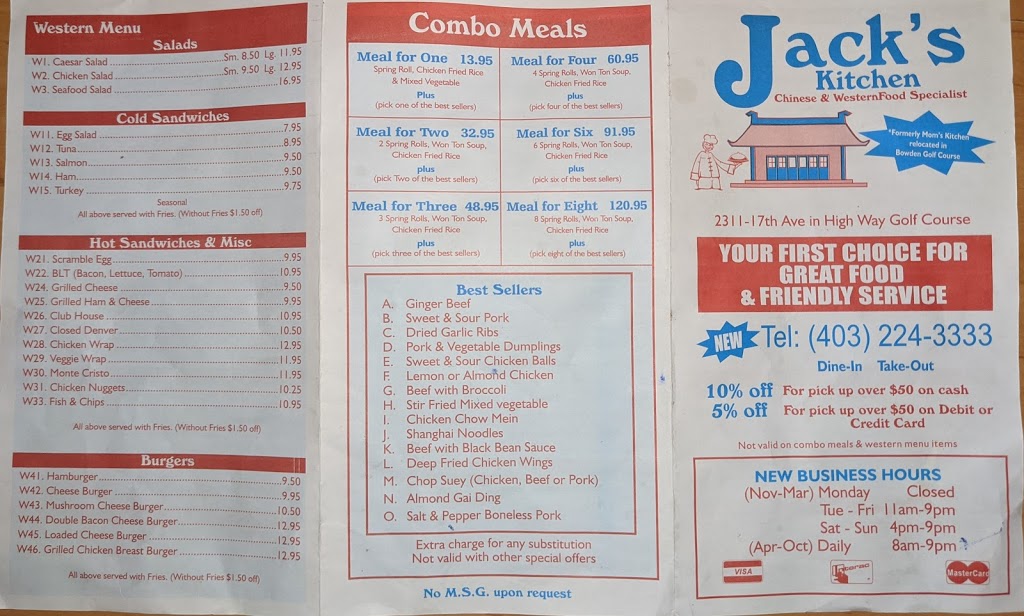 Western Menu
Salads
W1. Caesar Salad Sm. 8.50 Lg. 11.95
W2. Chicken Salad Sm. 9.50 Lg. 12.95
W3. Seafood Salad 16.95
Cold Sandwiches
W11. Egg Salad 7.95
W12. Tuna 8.95
W13. Salmon 9.50
W14. Ham 9.50
W15. Turkey 9.75
Seasonal
All above served with Fries. (Without Fries $1.50 off)
Hot Sandwiches & Misc
W21. Scramble Egg 9.95
W22. BLT (Bacon, Lettuce, Tomato) 10.95
W24. Grilled Cheese 9.50
W25. Grilled Ham & Cheese 9.95
W26. Club House 10.95
W27. Closed Denver 10.50
W28. Chicken Wrap 12.95
W29. Veggie Wrap 11.95
W30. Monte Cristo 11.95
W31. Chicken Nuggets 10.25
W33. Fish & Chips 10.95
All above served with Fries. (Without Fries $1.50 off)
Burgers
W41. Hamburger 9.50
W42. Cheese Burger 9.95
W43. Mushroom Cheese Burger 10.50
W44. Double Bacon Cheese Burger 12.95
W45. Loaded Cheese Burger 12.95
W46. Grilled Chicken Breast Burger 12.95
All above served with Fries. (Without Fries $1.50 off)
Combo Meals
Meal for One 13.95
Spring Roll, Chicken Fried Rice
& Mixed Vegetable
Plus
(pick one of the best sellers)
Meal for Four 60.95
4 Spring Rolls, Won Ton Soup,
Chicken Fried Rice
plus
(pick four of the best sellers)
Meal for Two 32.95
2 Spring Rolls, Won Ton Soup,
Chicken Fried Rice
plus
(pick Two of the best sellers)
Meal for Six 91.95
6 Spring Rolls, Won Ton Soup,
Chicken Fried Rice
plus
(pick six of the best sellers)
Meal for Three 48.95
3 Spring Rolls, Won Ton Soup,
Chicken Fried Rice
plus
(pick three of the best sellers)
Meal for Eight 120.95
8 Spring Rolls, Won Ton Soup,
Chicken Fried Rice
plus
(pick eight of the best sellers)
Best Sellers
A. Ginger Beef
B. Sweet & Sour Pork
C. Dried Garlic Ribs
D. Pork & Vegetable Dumplings
E. Sweet & Sour Chicken Balls
F. Lemon or Almond Chicken
G. Beef with Broccoli
H. Stir Fried Mixed vegetable
I. Chicken Chow Mein
J. Shanghai Noodles
K. Beef with Black Bean Sauce
L. Deep Fried Chicken Wings
M. Chop Suey (Chicken, Beef or Pork)
N. Almond Gai Ding
O. Salt & Pepper Boneless Pork
Extra charge for any substitution
Not valid with other special offers
No M.S.G. upon request
Jack's
Kitchen
Chinese & WesternFood Specialist
"Formerly Mom's Kitchen
relocated in
Bowden Golf Course
2311-17th Ave in High Way Golf Course
YOUR FIRST CHOICE FOR
GREAT FOOD
& FRIENDLY SERVICE
NEW Tel: (403) 224-3333
Dine-In Take-Out
10% off For pick up over $50 on cash
5% off For pick up over $50 on Debit or
Credit Card
Not valid on combo meals & western menu items
NEW BUSINESS HOURS
(Nov-Mar) Monday Closed
Tue - Fri 11am-9pm
Sat - Sun 4pm-9pm
(Apr-Oct) Daily 8am-9pm
VISA
Interac
MasterCard